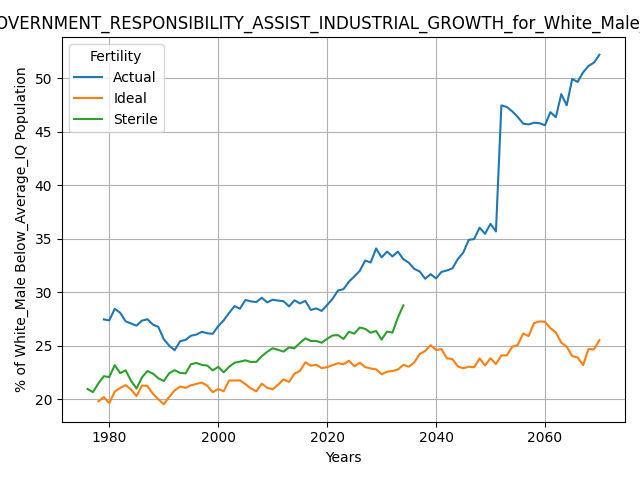 OVERNMENT_RESPONSIBILITY_ASSIST_INDUSTRIAL_GROWTH_for_White_Male_
Fertility
Actual
Ideal
Sterile
% of White_Male Below_Average_IQ Population
50
45
40
35
30
25
20
1980
2000
2020
2040
2060
Years